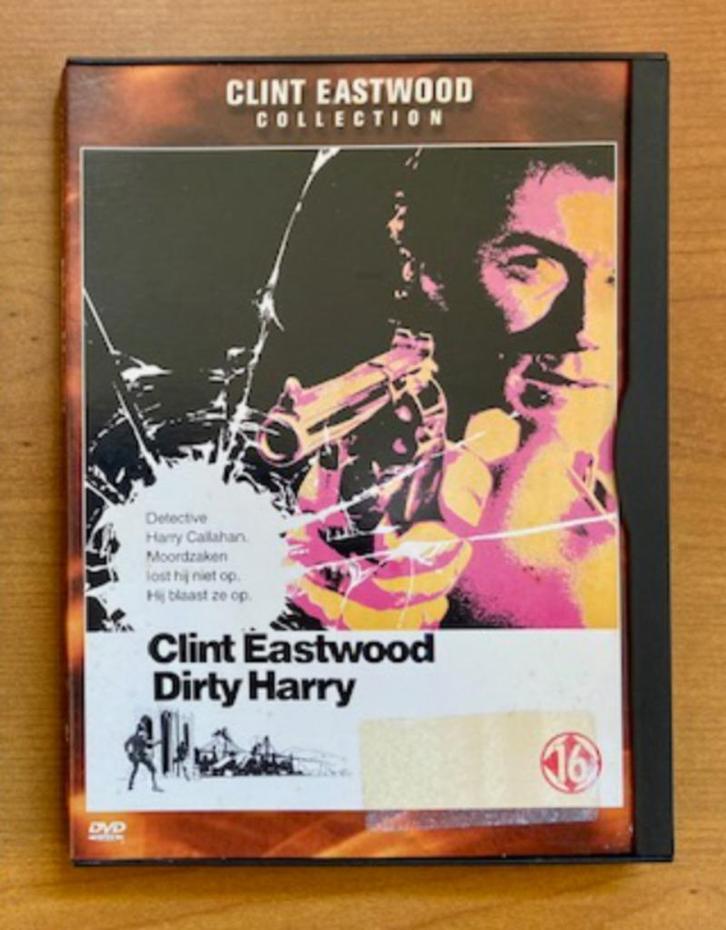 CLINT EASTWOOD
COLLECTION
Detective
Harry Callahan.
Moordzaken
lost hij niet op.
Hij blaast ze op.
Clint Eastwood
Dirty Harry
16
DVD